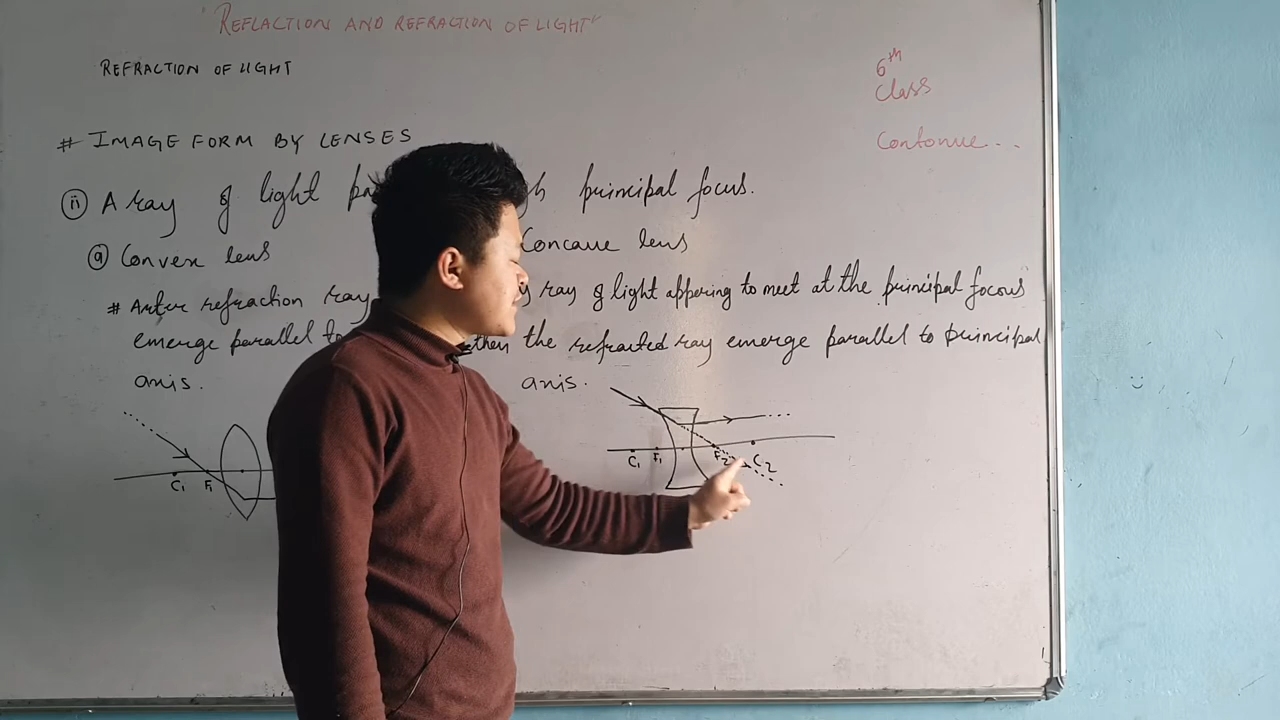 "REFLACTION AND REFRACTION OF LIGHT"
REFRACTION OF LIGHT
6th
Class
Contonue...
# IMAGE FORM BY LENSES
(ii) A ray of light principal focus.
(a) Convex lens
Concave lens
# Anter refraction ray
ray of light appering to meet at the principal focous
emerge parallel to
then the refracted ray emerge parallel to principal
axis.
axis.
C1 F1
C1 F1 F2 C2